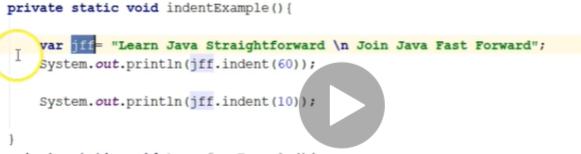 private static void indentExample(){
var jff= "Learn Java Straightforward \n Join Java Fast Forward";
System.out.println(jff.indent(60));
System.out.println(jff.indent(10));
}